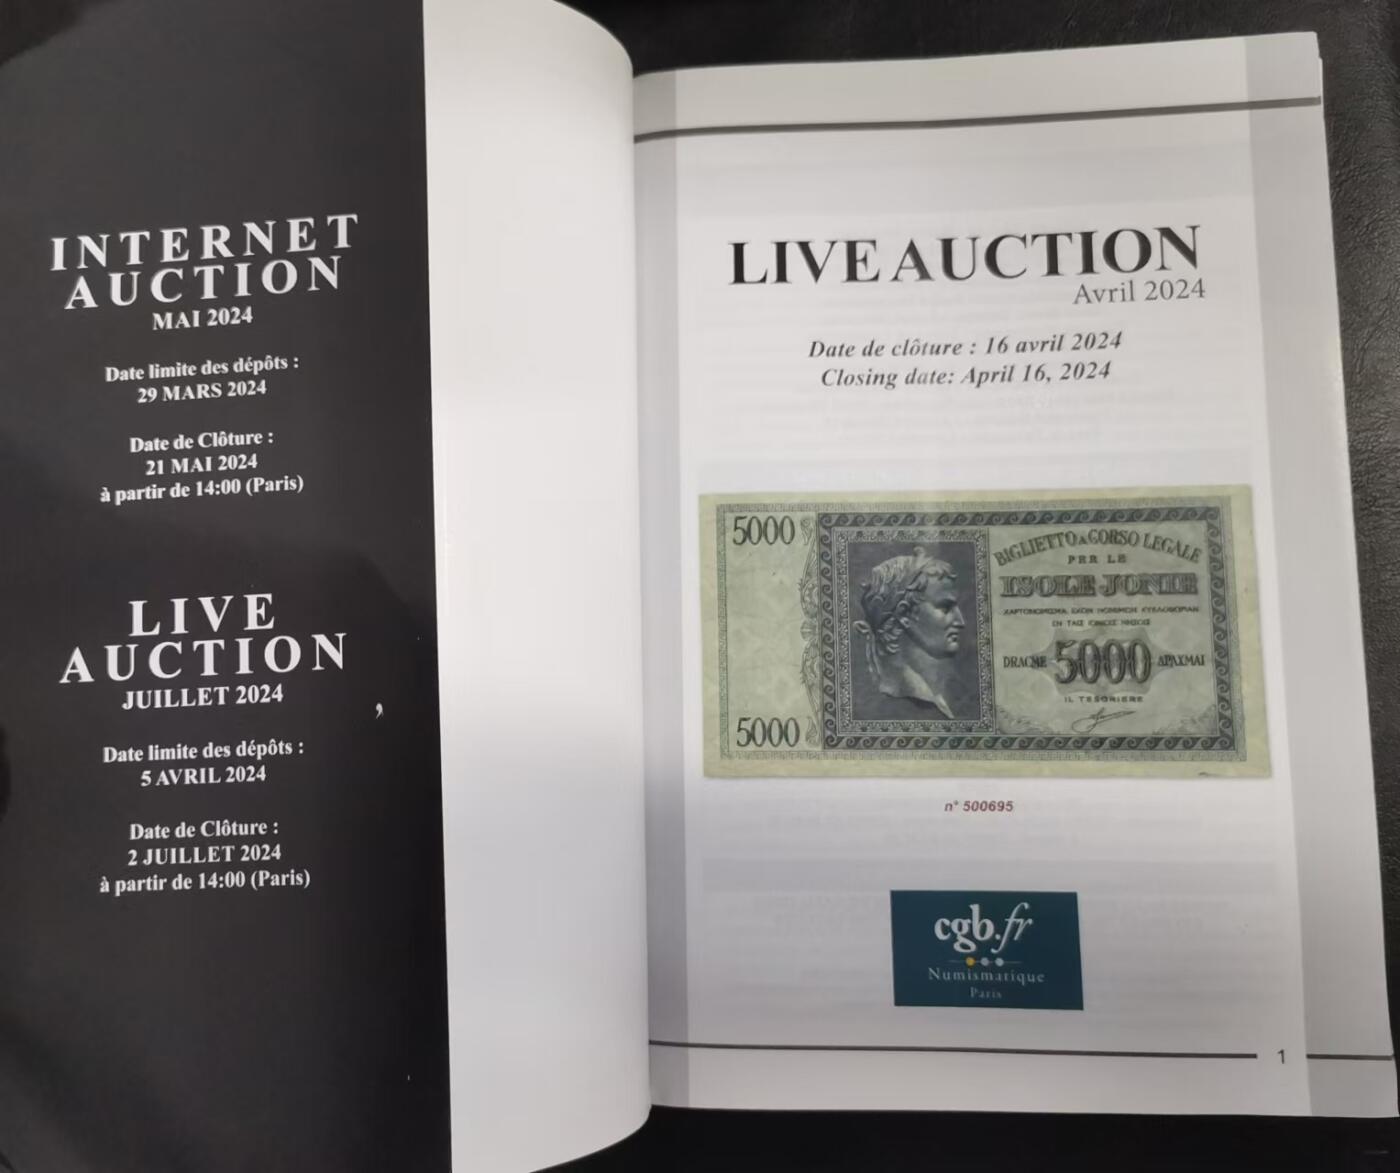 INTERNET
AUCTION
MAI 2024
Date limite des dépôts :
29 MARS 2024
Date de Clôture :
21 MAI 2024
à partir de 14:00 (Paris)
LIVE
AUCTION
JUILLET 2024
Date limite des dépôts :
5 AVRIL 2024
Date de Clôture :
2 JUILLET 2024
à partir de 14:00 (Paris)
LIVE AUCTION
Avril 2024
Date de clôture : 16 avril 2024
Closing date: April 16, 2024
5000
BIGLIETTO A CORSO LEGALE
PER LE
ISOLE JONIE
ΕΝ ΤΑΙΣ ΙΟΝΙΟΙΣ ΝΗΣΟΙΣ
DRACME 5000 ΔΡΑΧΜΑΙ
IL TESORIERE
5000
n° 500695
cgb.fr
Numismatique
Paris
1